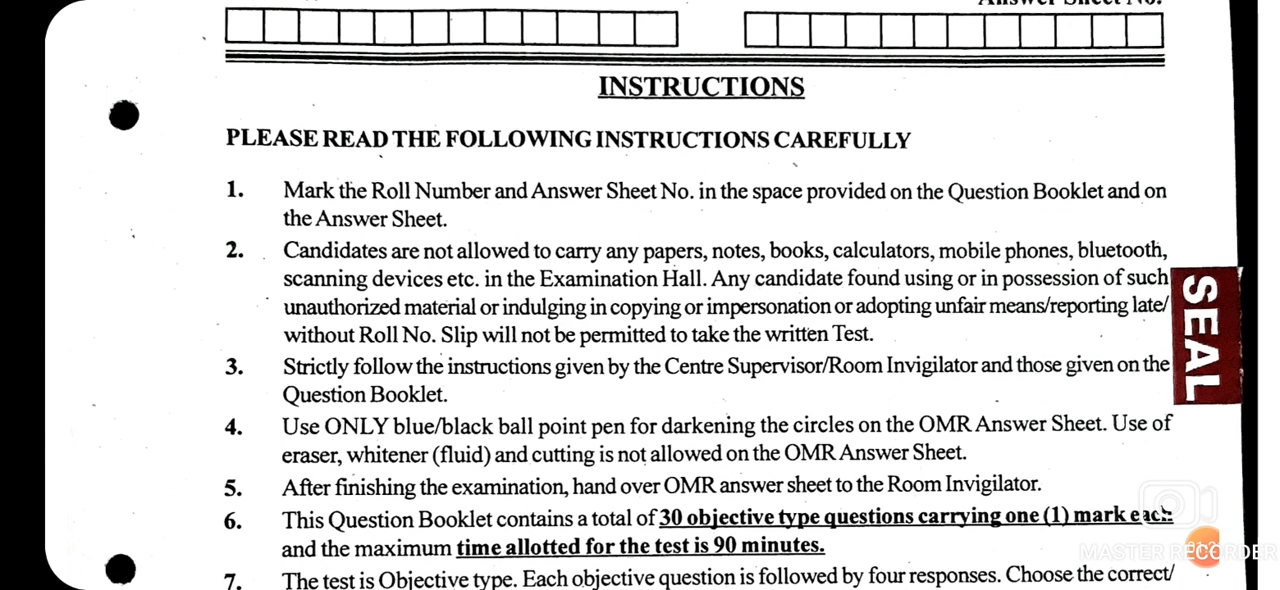 INSTRUCTIONS
PLEASE READ THE FOLLOWING INSTRUCTIONS CAREFULLY
1. Mark the Roll Number and Answer Sheet No. in the space provided on the Question Booklet and on
the Answer Sheet.
2. Candidates are not allowed to carry any papers, notes, books, calculators, mobile phones, bluetooth,
scanning devices etc. in the Examination Hall. Any candidate found using or in possession of such
unauthorized material or indulging in copying or impersonation or adopting unfair means/reporting late/
without Roll No. Slip will not be permitted to take the written Test.
3. Strictly follow the instructions given by the Centre Supervisor/Room Invigilator and those given on the
Question Booklet.
4. Use ONLY blue/black ball point pen for darkening the circles on the OMR Answer Sheet. Use of
eraser, whitener (fluid) and cutting is not allowed on the OMR Answer Sheet.
5. After finishing the examination, hand over OMR answer sheet to the Room Invigilator.
6. This Question Booklet contains a total of 30 objective type questions carrying one (1) mark each
and the maximum time allotted for the test is 90 minutes.
7. The test is Objective type. Each objective question is followed by four responses. Choose the correct/
SEAL
MASTER RECORDER